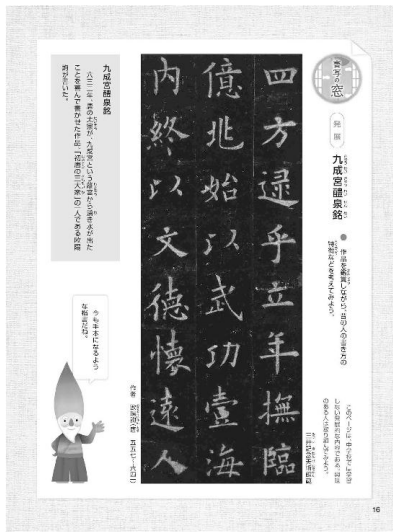 書写の窓
発展
九成宮醴泉銘
● 作品を鑑賞しながら、昔の人の書き方の
特徴などを考えてみよう。
四方逮乎立年撫臨
億兆始以武功壹海
内終以文德懷遠人
九成宮醴泉銘
六三二年、唐の太宗が、九成宮という離宮から湧き水が出た
ことを喜んで書かせた作品。「初唐の三大家」の一人である欧陽
詢が書いた。
今も手本になるよう
な楷書だね。
16